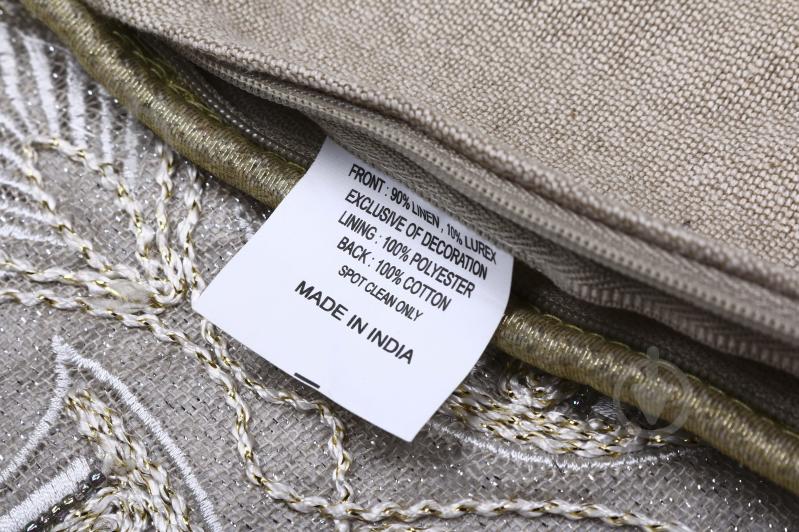 FRONT : 90% LINEN , 10% LUREX
EXCLUSIVE OF DECORATION
LINING : 100% POLYESTER
BACK : 100% COTTON
SPOT CLEAN ONLY
MADE IN INDIA